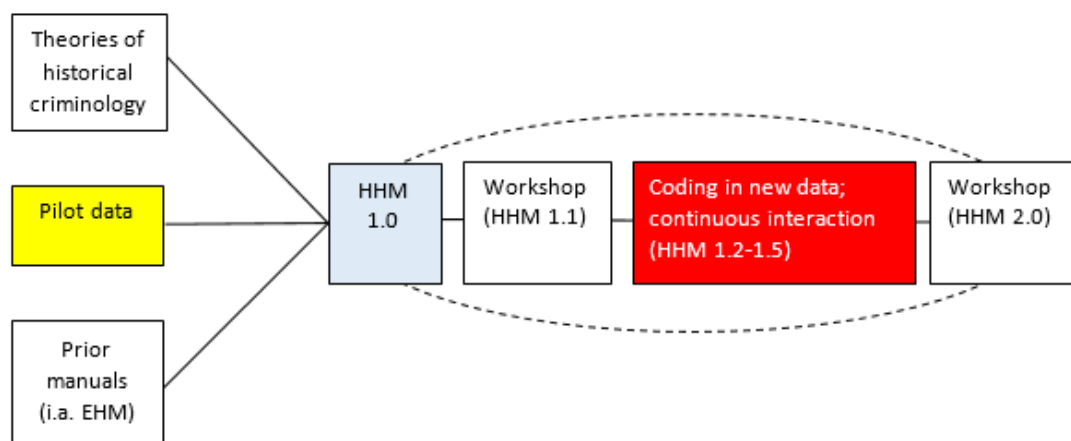 Theories of
historical
criminology
Pilot data
Prior
manuals
(i.a. EHM)
HHM
1.0
Workshop
(HHM 1.1)
Coding in new data;
continuous interaction
(HHM 1.2-1.5)
Workshop
(HHM 2.0)